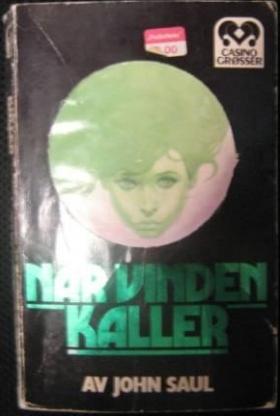 CASINO
GRØSSER
NÅR VINDEN
KALLER
AV JOHN SAUL